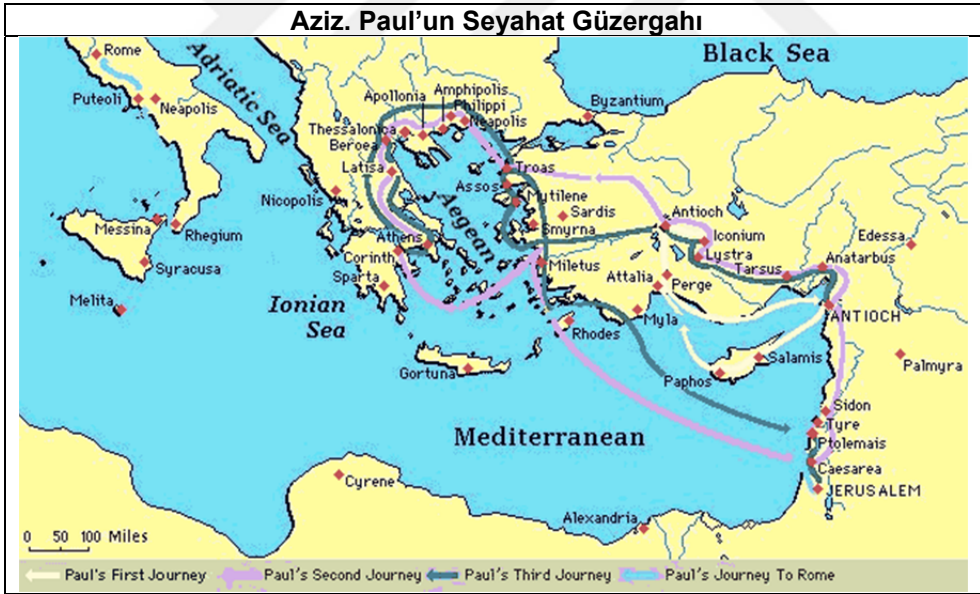 Aziz. Paul'un Seyahat Güzergahı
Black Sea
Rome
Adriatic Sea
Puteoli
Neapolis
Apollonia
Amphipolis
Philippi
Neapolis
Byzantium
Thessalonica
Beroea
Latisa
Troas
Assos
Mytilene
Nicopolis
Aegean
Sardis
Smyrna
Antioch
Iconium
Edessa
Messina
Rhegium
Athens
Corinth
Lystra
Tarsus
Anatarbus
Syracusa
Sparta
Miletus
Attalia
Perge
Melita
Ionian
Sea
Rhodes
Myla
ANTIOCH
Gortuna
Salamis
Paphos
Palmyra
Sidon
Tyre
Mediterranean
Ptolemais
Caesarea
Cyrene
JERUSALEM
Alexandria
0 50 100 Miles
Paul's First Journey Paul's Second Journey Paul's Third Journey Paul's Journey To Rome